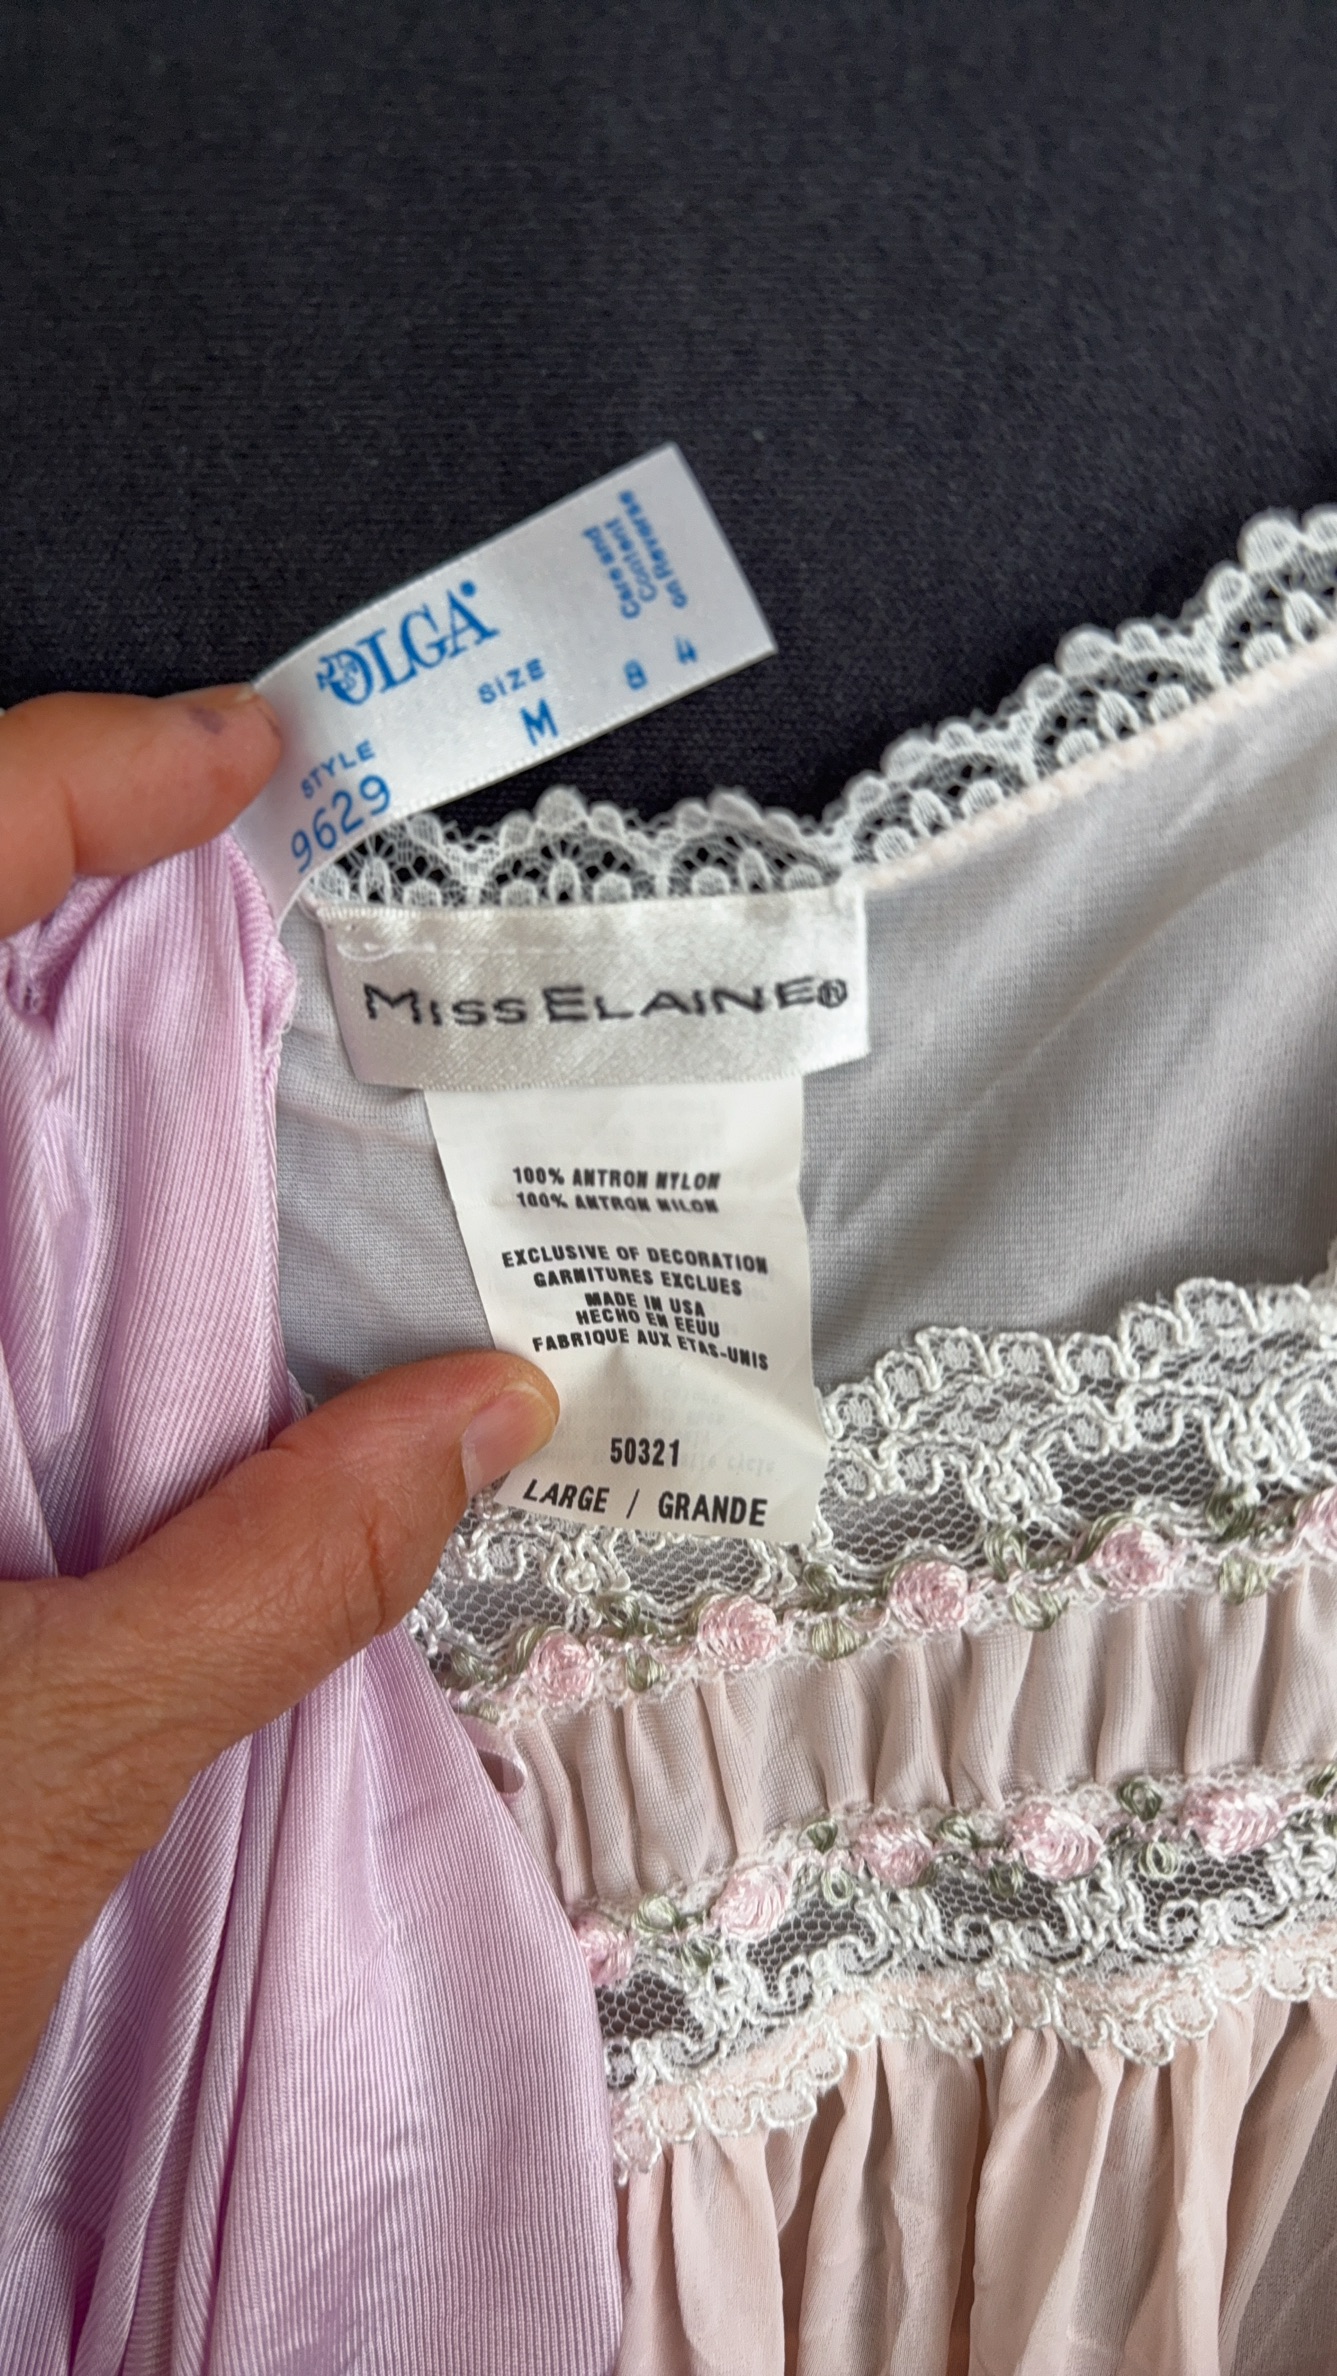 OLGA®
SIZE
M
STYLE
9629
Care and
Content
on Reverse
8 4
MISS ELAINE®
100% ANTRON NYLON
100% ANTRON NILON
EXCLUSIVE OF DECORATION
GARNITURES EXCLUES
MADE IN USA
HECHO EN EEUU
FABRIQUE AUX ETAS-UNIS
50321
LARGE / GRANDE